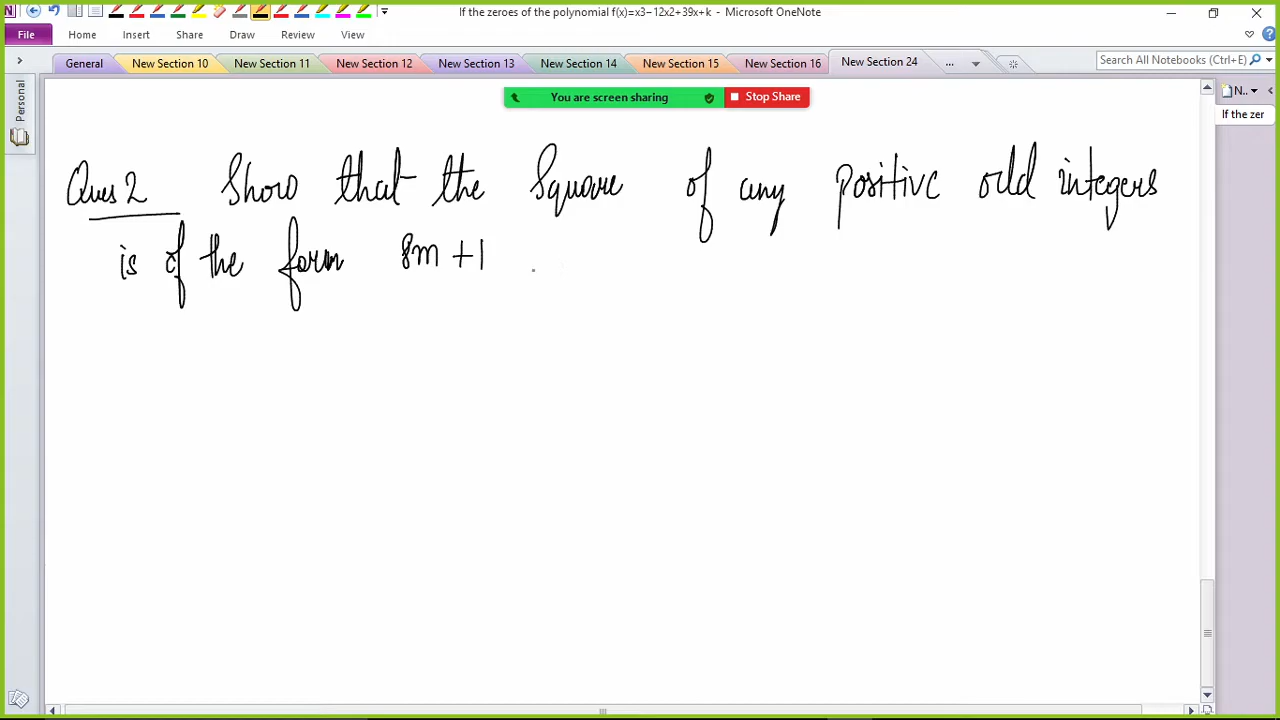 If the zeroes of the polynomial f(x)=x3−12x2+39x+k - Microsoft OneNote
File Home Insert Share Draw Review View
General New Section 10 New Section 11 New Section 12 New Section 13 New Section 14 New Section 15 New Section 16 New Section 24 ... Search All Notebooks (Ctrl+E)
Personal
N..
If the zer
You are screen sharing Stop Share
Ques 2 Show that the Square of any positive odd integers
is of the form 8m +1